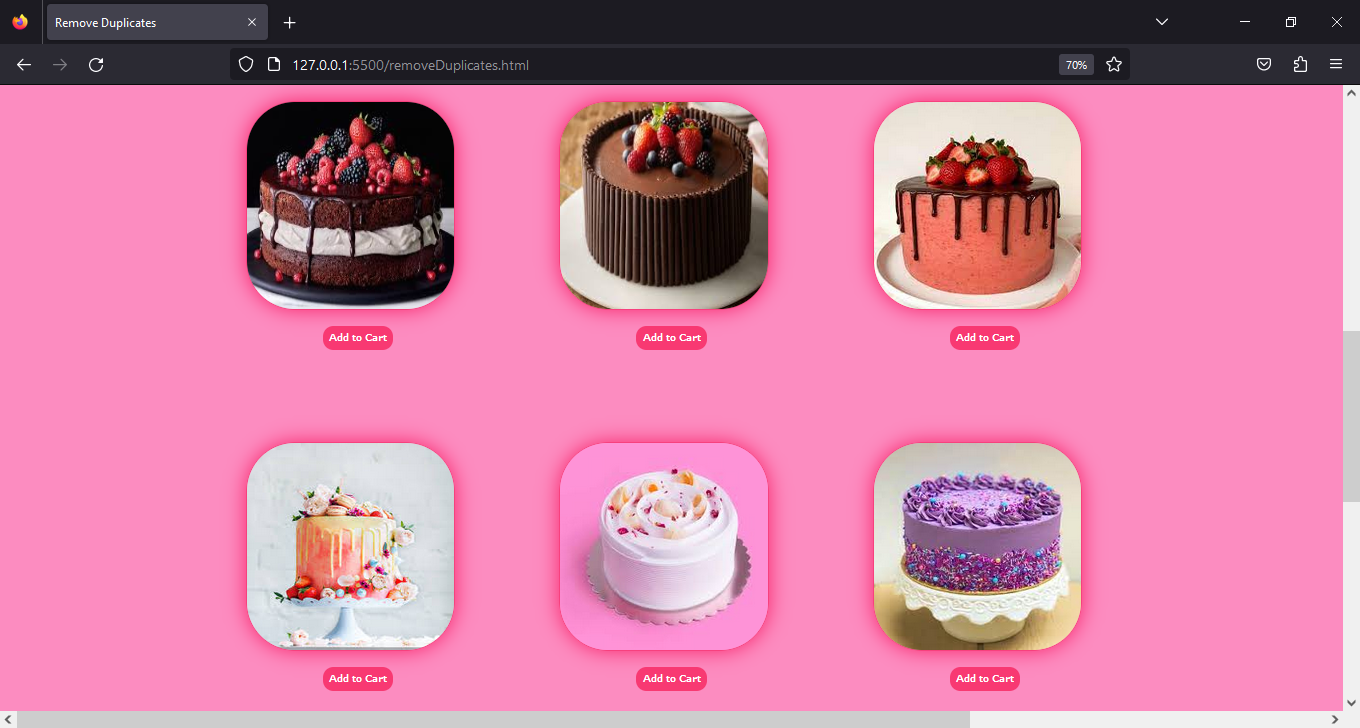 Remove Duplicates
127.0.0.1:5500/removeDuplicates.html
70%
Add to Cart Add to Cart Add to Cart
Add to Cart Add to Cart Add to Cart